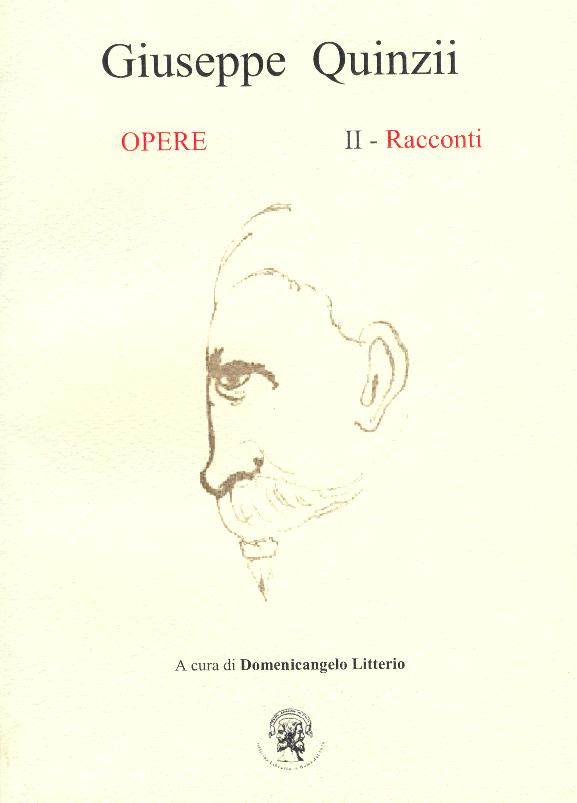 Giuseppe Quinzii
OPERE II - Racconti
A cura di Domenicangelo Litterio